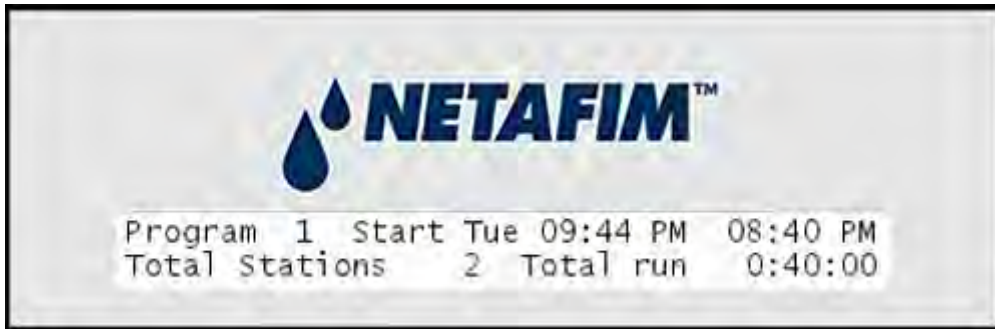 NETAFIM™
Program 1 Start Tue 09:44 PM 08:40 PM
Total Stations 2 Total run 0:40:00